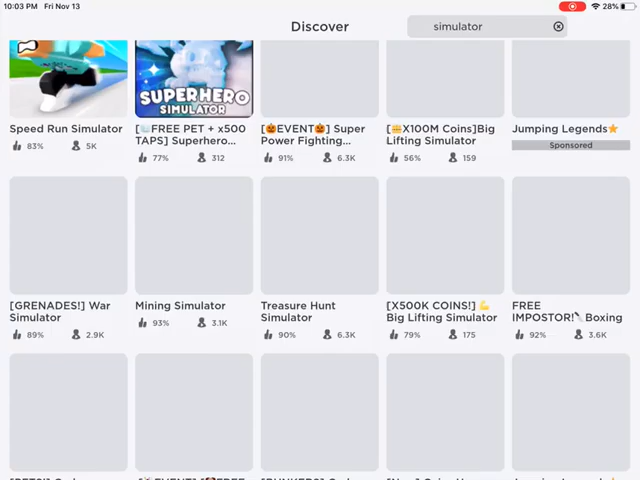 10:03 PM Fri Nov 13
28%
Discover
simulator
SUPERHERO
SIMULATOR
Speed Run Simulator
83% 5K
[🧊FREE PET + x500
TAPS] Superhero...
77% 312
[🎃EVENT🎃] Super
Power Fighting...
91% 6.3K
[👑X100M Coins]Big
Lifting Simulator
56% 159
Jumping Legends⭐
Sponsored
[GRENADES!] War
Simulator
89% 2.9K
Mining Simulator
93% 3.1K
Treasure Hunt
Simulator
90% 6.3K
[X500K COINS!] 💪
Big Lifting Simulator
79% 175
FREE
IMPOSTOR!🔪 Boxing
92% 3.6K